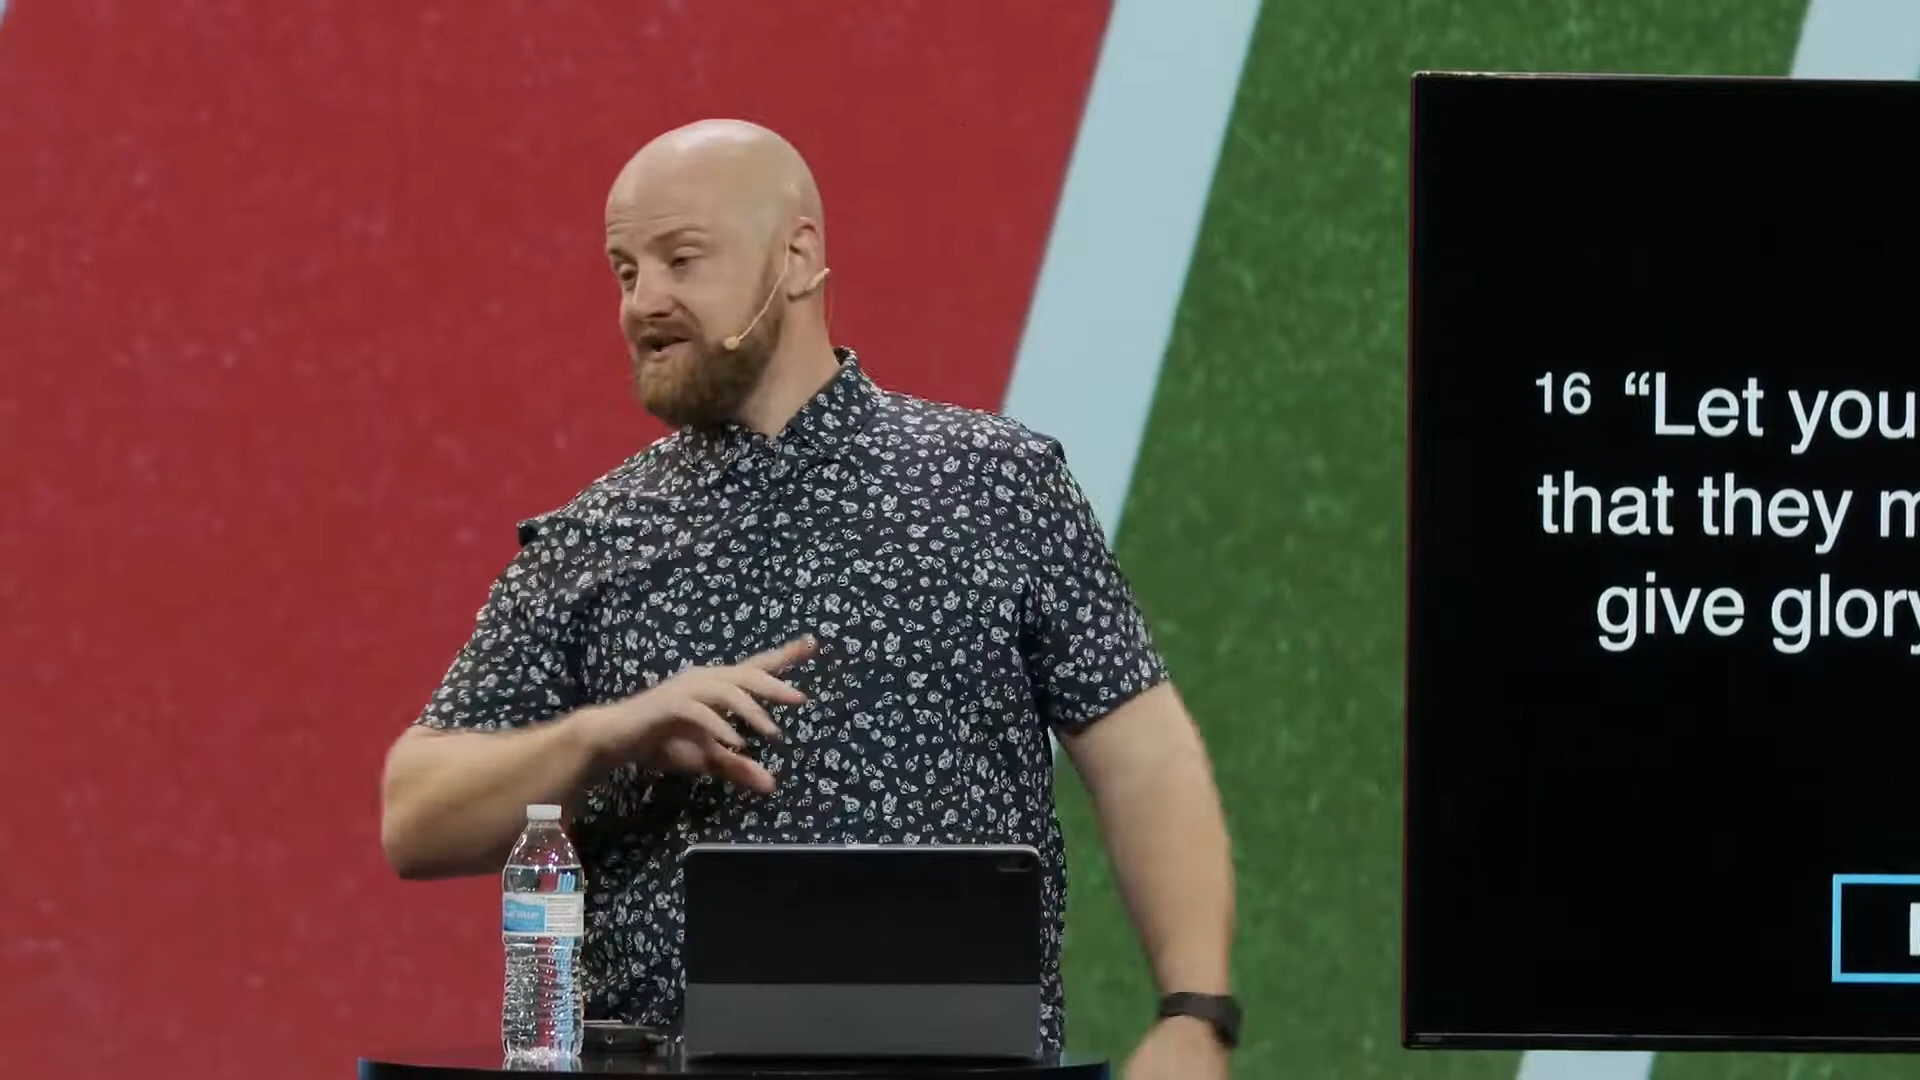 16 “Let you
that they m
give glory